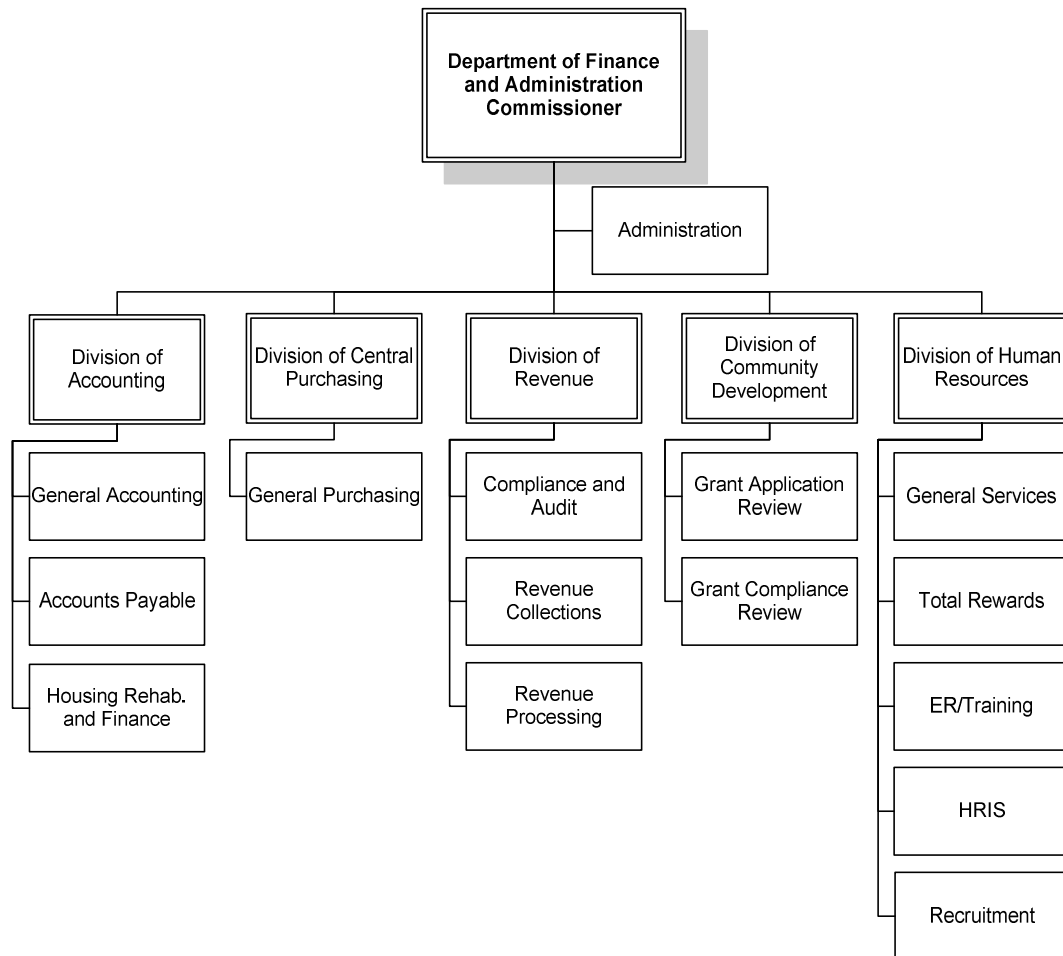 Department of Finance
and Administration
Commissioner
Administration
Division of
Accounting
Division of Central
Purchasing
Division of
Revenue
Division of
Community
Development
Division of Human
Resources
General Accounting
General Purchasing
Compliance and
Audit
Grant Application
Review
General Services
Accounts Payable
Revenue
Collections
Grant Compliance
Review
Total Rewards
Housing Rehab.
and Finance
Revenue
Processing
ER/Training
HRIS
Recruitment